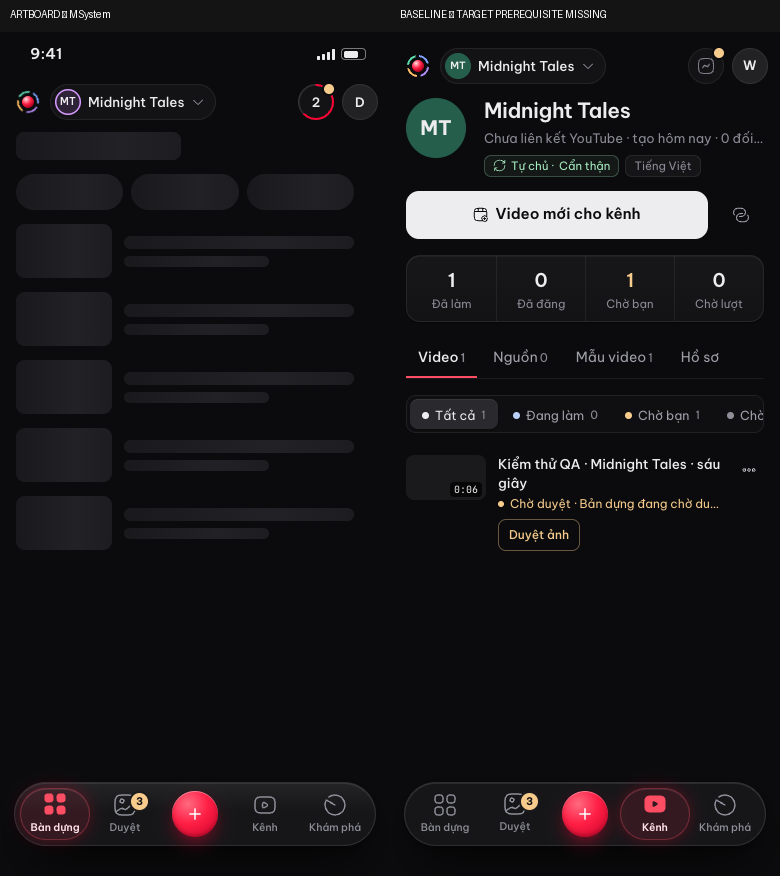 ARTBOARD MSystem
BASELINE TARGET PREREQUISITE MISSING
9:41
MT Midnight Tales
2
D
Bàn dựng
3
Duyệt
Kênh
Khám phá
MT Midnight Tales
W
MT
Midnight Tales
Chưa liên kết YouTube · tạo hôm nay · 0 đối...
Tự chủ · Cẩn thận
Tiếng Việt
Video mới cho kênh
1 0 1 0
Đã làm Đã đăng Chờ bạn Chờ lượt
Video 1 Nguồn 0 Mẫu video 1 Hồ sơ
Tất cả 1 Đang làm 0 Chờ bạn 1 Chờ
Kiểm thử QA · Midnight Tales · sáu
giây
0:06
Chờ duyệt · Bản dựng đang chờ du...
Duyệt ảnh
Bàn dựng
3
Duyệt
Kênh
Khám phá